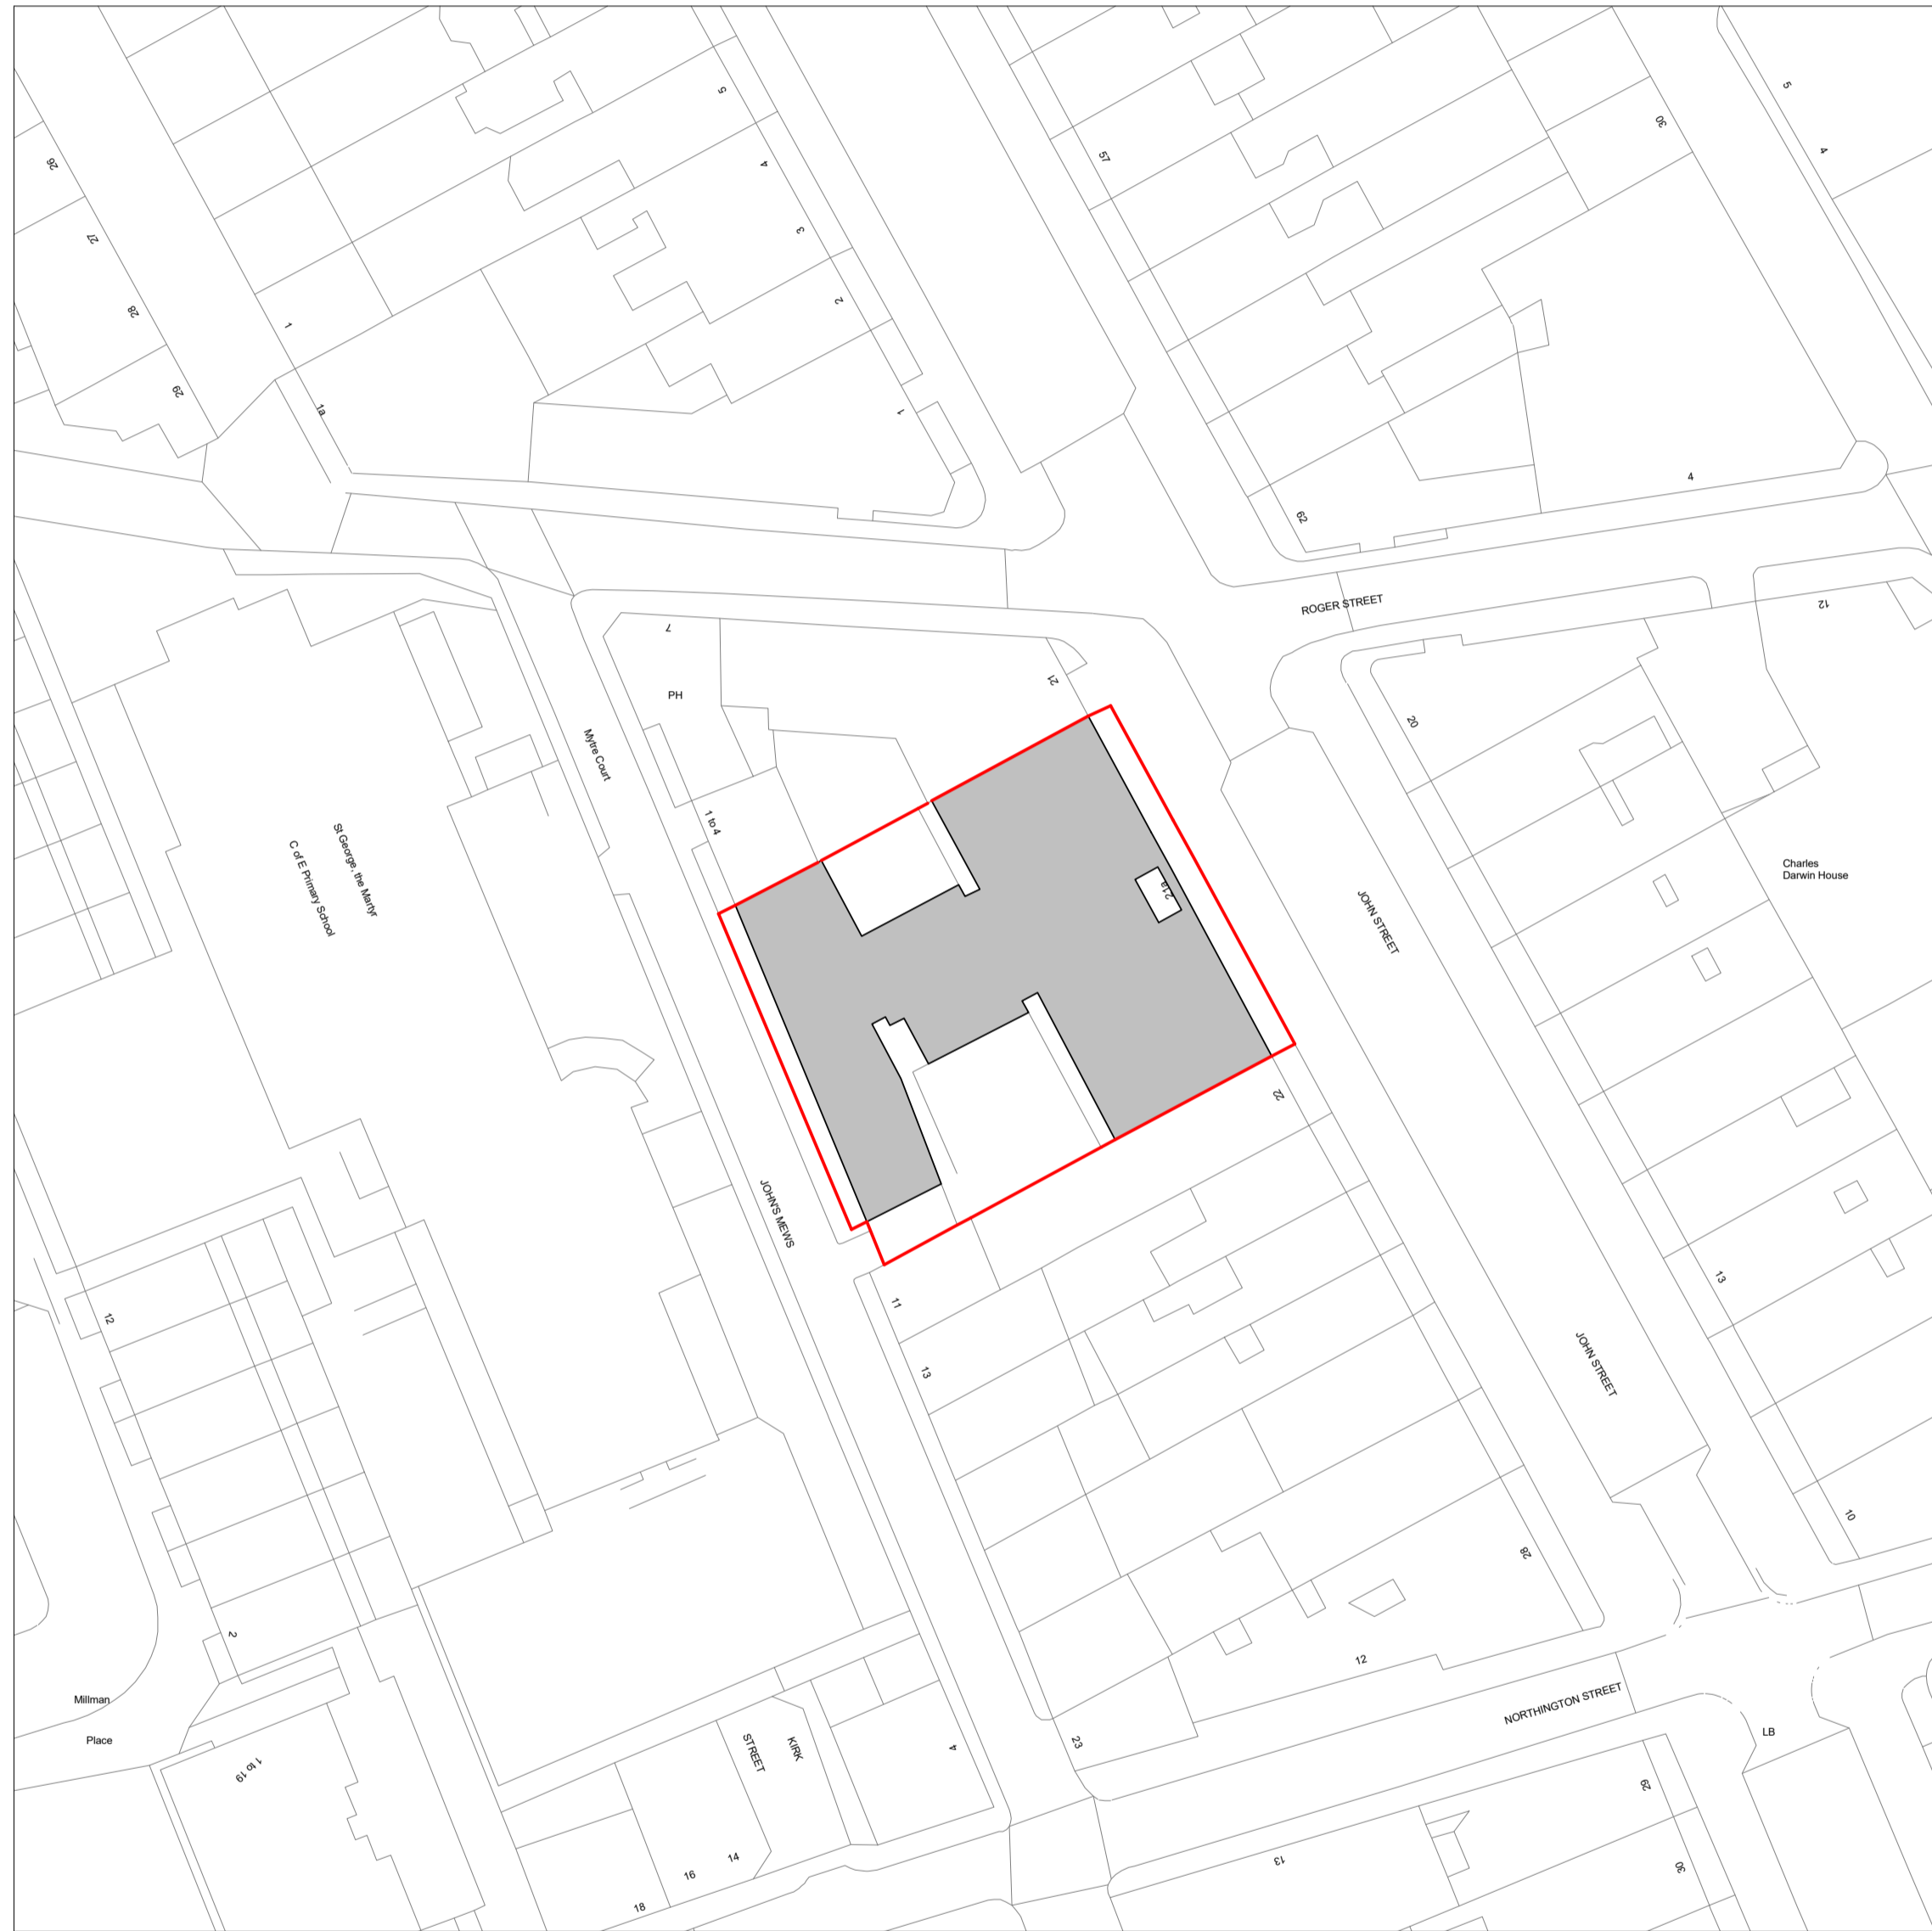 5
5
26
4
57
30
4
27
3
28
2
1
29
1a
1
4
62
ROGER STREET
12
7
PH
21
20
Mytre Court
1 to 4
St George, the Martyr
C of E Primary School
21a
Charles
Darwin House
JOHN STREET
22
JOHN'S MEWS
11
13
12
13
JOHN STREET
10
28
2
12
Millman
Place
NORTHINGTON STREET
LB
23
4
KIRK
STREET
1 to 19
29
14
16
18
13
30